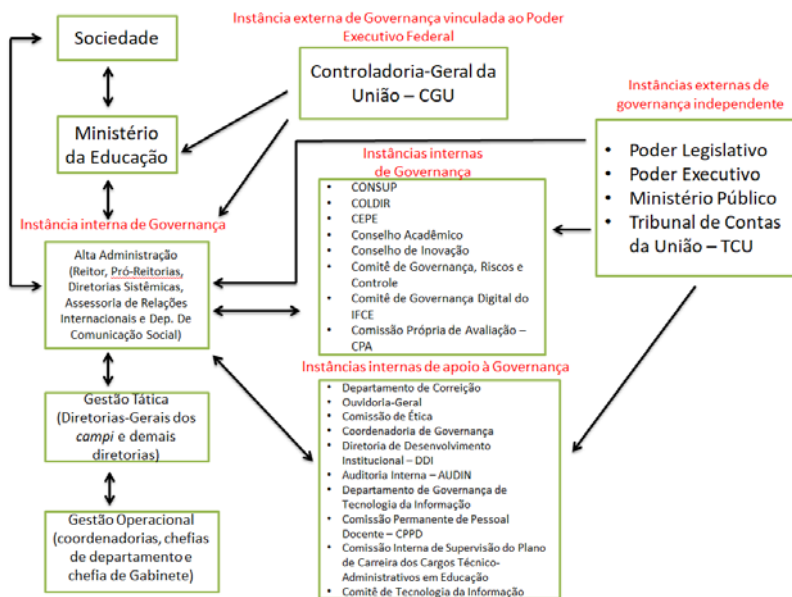 Instância externa de Governança vinculada ao Poder
Executivo Federal
Sociedade
Controladoria-Geral da
União – CGU
Instâncias externas de
governança independente
Ministério
da Educação
Poder Legislativo
Poder Executivo
Ministério Público
Tribunal de Contas
da União – TCU
Instâncias internas
de Governança
CONSUP
COLDIR
CEPE
Conselho Acadêmico
Conselho de Inovação
Comitê de Governança, Riscos e
Controle
Comitê de Governança Digital do
IFCE
Comissão Própria de Avaliação –
CPA
Instância interna de Governança
Alta Administração
(Reitor, Pró-Reitorias,
Diretorias Sistêmicas,
Assessoria de Relações
Internacionais e Dep. De
Comunicação Social)
Instâncias internas de apoio à Governança
Departamento de Correição
Ouvidoria-Geral
Comissão de Ética
Coordenadoria de Governança
Diretoria de Desenvolvimento
Institucional – DDI
Auditoria Interna – AUDIN
Departamento de Governança de
Tecnologia da Informação
Comissão Permanente de Pessoal
Docente – CPPD
Comissão Interna de Supervisão do Plano
de Carreira dos Cargos Técnico-
Administrativos em Educação
Comitê de Tecnologia da Informação
Gestão Tática
(Diretorias-Gerais dos
campi e demais
diretorias)
Gestão Operacional
(coordenadorias, chefias
de departamento e
chefia de Gabinete)